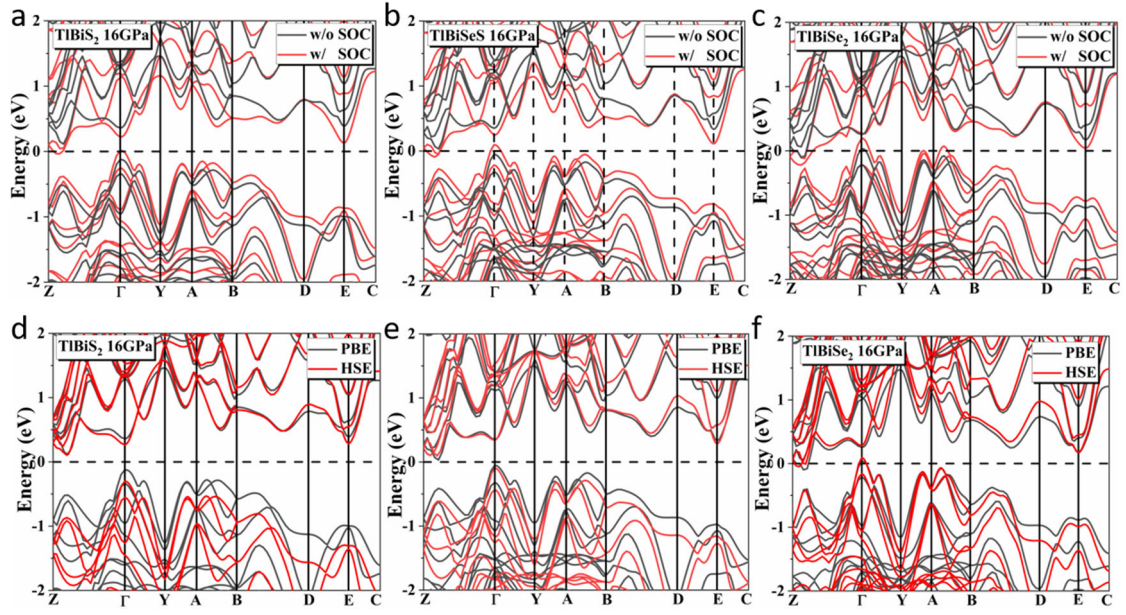 a
TlBiS₂ 16GPa
w/o SOC
w/ SOC
Energy (eV)
2
1
0
-1
-2
Z Γ Y A B D E C
b
TlBiSeS 16GPa
w/o SOC
w/ SOC
Energy (eV)
2
1
0
-1
-2
Z Γ Y A B D E C
c
TlBiSe₂ 16GPa
w/o SOC
w/ SOC
Energy (eV)
2
1
0
-1
-2
Z Γ Y A B D E C
d
TlBiS₂ 16GPa
PBE
HSE
Energy (eV)
2
1
0
-1
-2
Z Γ Y A B D E C
e
PBE
HSE
Energy (eV)
2
1
0
-1
-2
Z Γ Y A B D E C
f
TlBiSe₂ 16GPa
PBE
HSE
Energy (eV)
2
1
0
-1
-2
Z Γ Y A B D E C